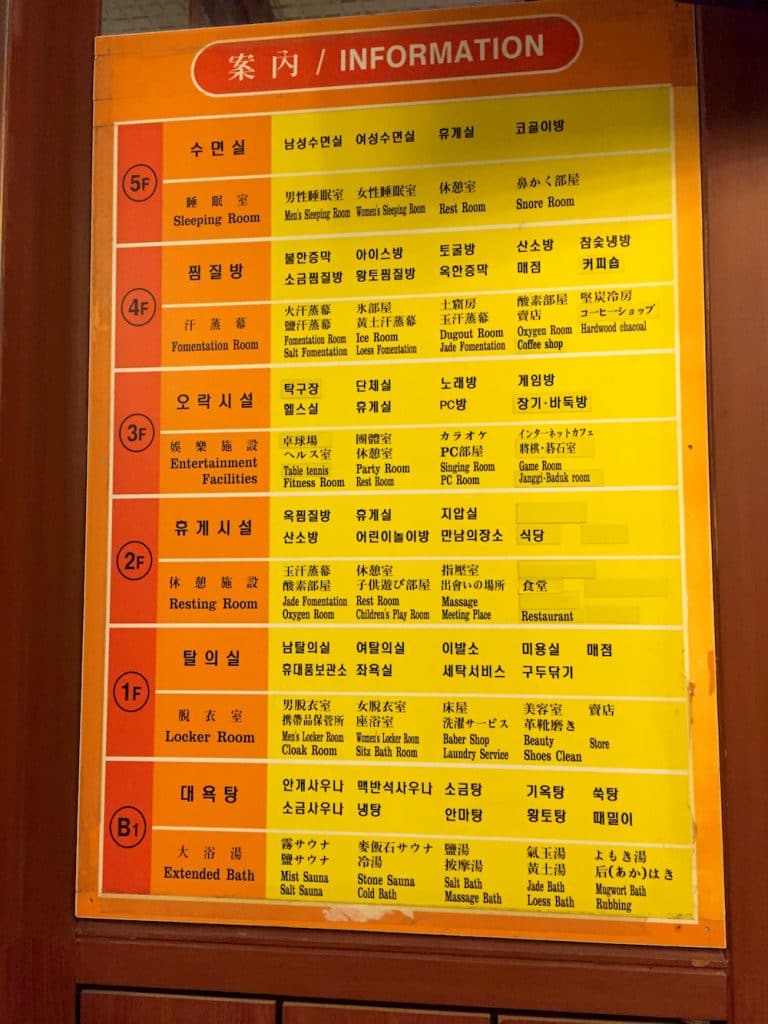 案內 / INFORMATION
5F
수면실
남성수면실 여성수면실 휴게실 코골이방
睡眠室
Sleeping Room
男性睡眠室 女性睡眠室 休憩室 鼻かく部屋
Men's Sleeping Room Women's Sleeping Room Rest Room Snore Room
4F
찜질방
불한증막 아이스방 토굴방 산소방 참숯냉방
소금찜질방 황토찜질방 옥한증막 매점 커피숍
汗蒸幕
Fomentation Room
火汗蒸幕 氷部屋 土窟房 酸素部屋 堅炭冷房
鹽汗蒸幕 黃土汗蒸幕 玉汗蒸幕 賣店 コーヒーショップ
Fomentation Room Ice Room Dugout Room Oxygen Room Hardwood chacoal
Salt Fomentation Loess Fomentation Jade Fomentation Coffee shop
3F
오락시설
탁구장 단체실 노래방 게임방
헬스실 휴게실 PC방 장기·바둑방
娛樂施設
Entertainment
Facilities
卓球場 團體室 カラオケ インターネットカフェ
ヘルス室 休憩室 PC部屋 將棋·碁石室
Table tennis Party Room Singing Room Game Room
Fitness Room Rest Room PC Room Janggi-Baduk room
2F
휴게시설
옥찜질방 휴게실 지압실
산소방 어린이놀이방 만남의장소 식당
休憩施設
Resting Room
玉汗蒸幕 休憩室 指壓室
酸素部屋 子供遊び部屋 出會いの場所 食堂
Jade Fomentation Rest Room Massage
Oxygen Room Children's Play Room Meeting Place Restaurant
1F
탈의실
남탈의실 여탈의실 이발소 미용실 매점
휴대품보관소 좌욕실 세탁서비스 구두닦기
脫衣室
Locker Room
男脫衣室 女脫衣室 床屋 美容室 賣店
携帶品保管所 座浴室 洗濯サービス 革靴磨き
Men's Locker Room Women's Locker Room Baber Shop Beauty Store
Cloak Room Sitz Bath Room Laundry Service Shoes Clean
B1
대욕탕
안개사우나 맥반석사우나 소금탕 기옥탕 쑥탕
소금사우나 냉탕 안마탕 황토탕 때밀이
大浴湯
Extended Bath
霧サウナ 麥飯石サウナ 鹽湯 氣玉湯 よもき湯
鹽サウナ 冷湯 按摩湯 黃土湯 后(あか)はき
Mist Sauna Stone Sauna Salt Bath Jade Bath Mugwort Bath
Salt Sauna Cold Bath Massage Bath Loess Bath Rubbing